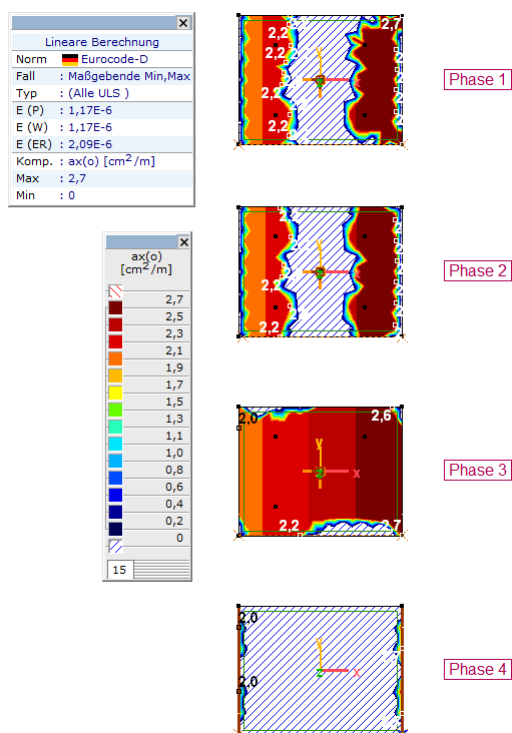 Lineare Berechnung
Norm Eurocode-D
Fall : Maßgebende Min,Max
Typ : (Alle ULS )
E (P) : 1,17E-6
E (W) : 1,17E-6
E (ER) : 2,09E-6
Komp. : ax(o) [cm2/m]
Max : 2,7
Min : 0
ax(o)
[cm2/m]
2,7
2,5
2,3
2,1
1,9
1,7
1,5
1,3
1,1
1,0
0,8
0,6
0,4
0,2
0
15
2,7
2,2
2,2
2,2
2,2
2,2
Y
x
Phase 1
2,2
2,2
x
Phase 2
2,0
2,6
y
x
2,2
2,7
Phase 3
2,0
Y
z
x
2,0
Phase 4